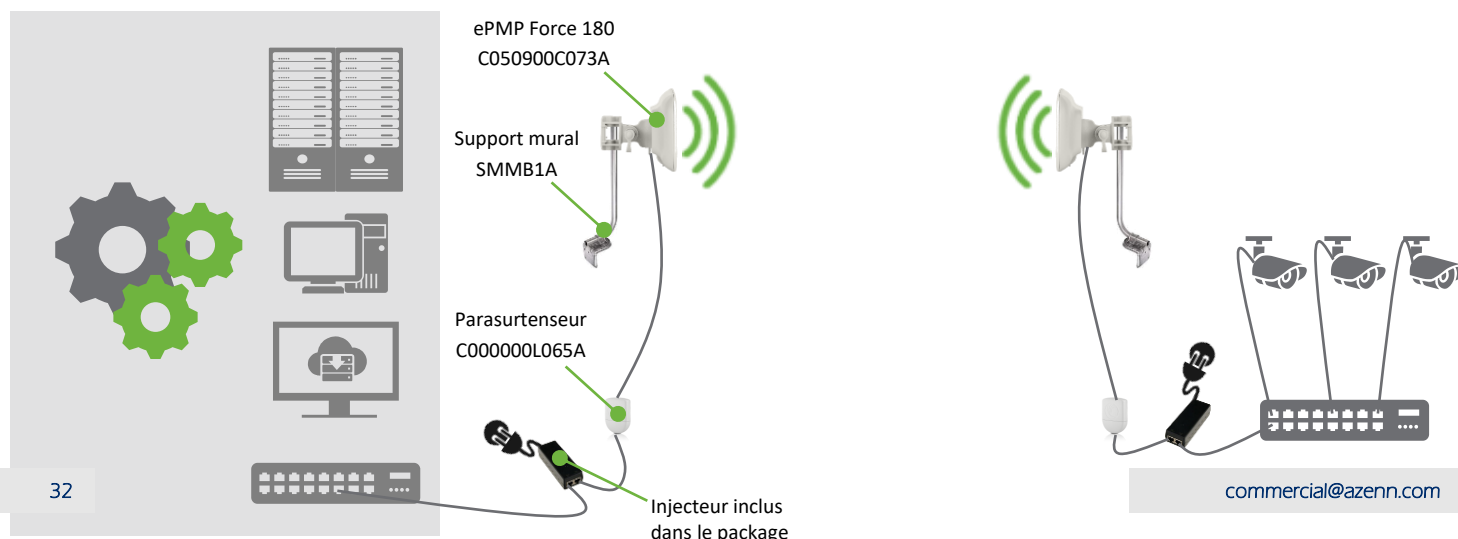 ePMP Force 180
C050900C073A
Support mural
SMMB1A
Parasurtenseur
C000000L065A
Injecteur inclus
dans le package
32
commercial@azenn.com